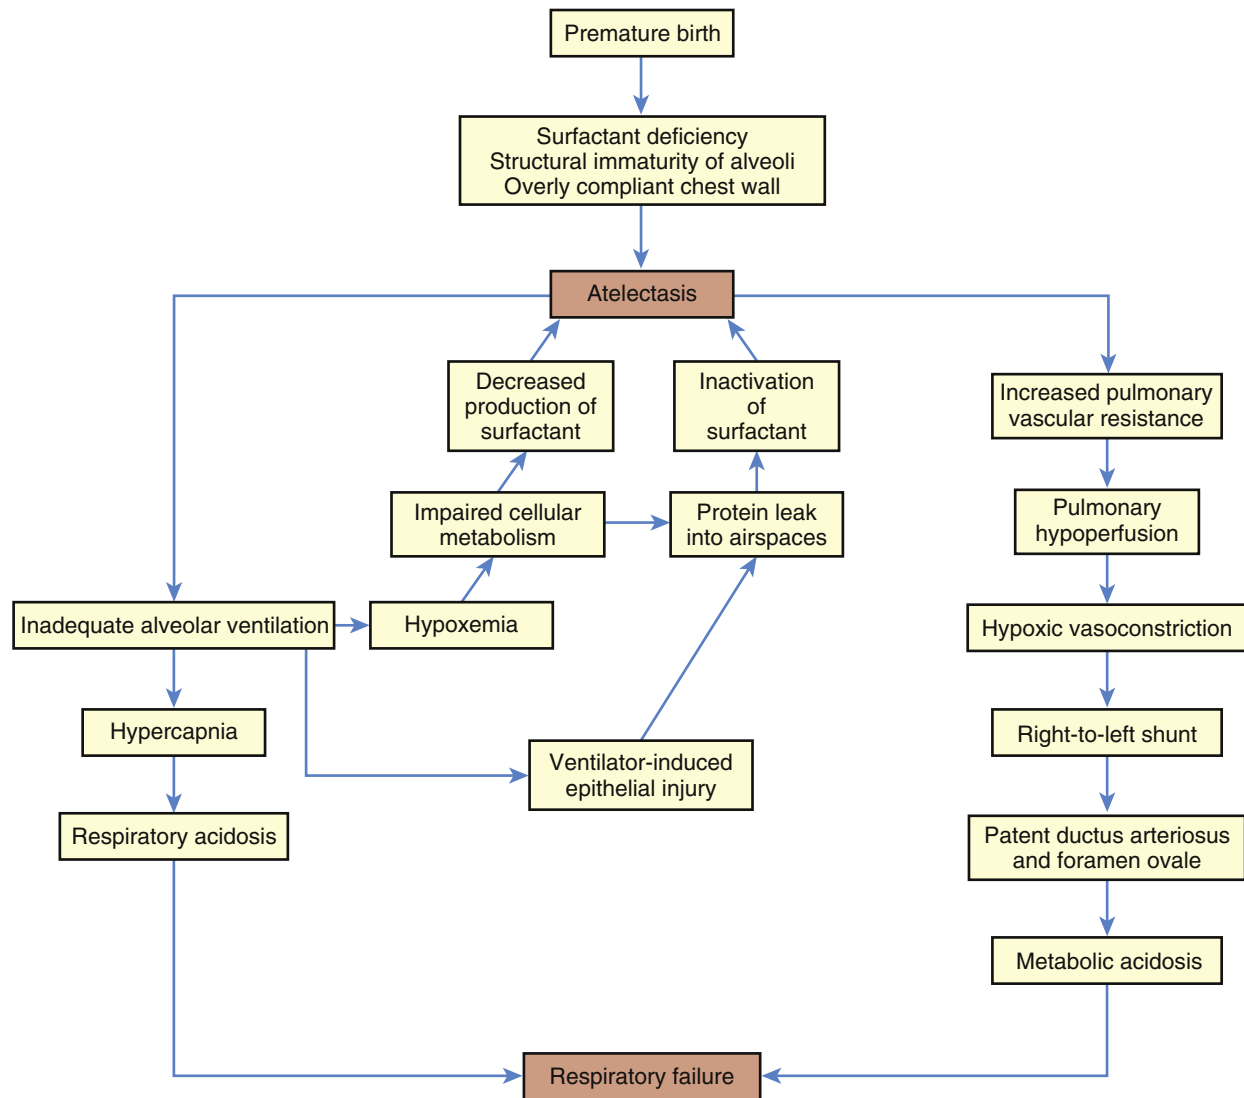 Premature birth
Surfactant deficiency
Structural immaturity of alveoli
Overly compliant chest wall
Atelectasis
Decreased
production of
surfactant
Inactivation
of
surfactant
Increased pulmonary
vascular resistance
Impaired cellular
metabolism
Protein leak
into airspaces
Pulmonary
hypoperfusion
Inadequate alveolar ventilation
Hypoxemia
Hypoxic vasoconstriction
Hypercapnia
Right-to-left shunt
Ventilator-induced
epithelial injury
Respiratory acidosis
Patent ductus arteriosus
and foramen ovale
Metabolic acidosis
Respiratory failure